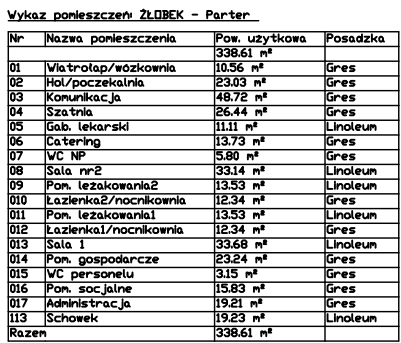 Wykaz pomieszczeń ŻŁOBEK - Parter
Nr Nazwa pomieszczenia Pow. użytkowa Posadzka
338.61 m²
01 Wiatrołap/wózkownia 10.56 m² Gres
02 Hol/poczekalnia 23.03 m² Gres
03 Komunikacja 48.72 m² Gres
04 Szatnia 26.44 m² Gres
05 Gab. lekarski 11.11 m² Linoleum
06 Catering 13.73 m² Gres
07 WC NP 5.80 m² Gres
08 Sala nr2 33.14 m² Linoleum
09 Pom. leżakowania2 13.53 m² Linoleum
010 Łazienka2/nocnikownia 12.34 m² Gres
011 Pom. leżakowania1 13.53 m² Linoleum
012 Łazienka1/nocnikownia 12.34 m² Gres
013 Sala 1 33.68 m² Linoleum
014 Pom. gospodarcze 23.24 m² Gres
015 WC personelu 3.15 m² Gres
016 Pom. socjalne 15.83 m² Gres
017 Administracja 19.21 m² Gres
113 Schowek 19.23 m² Linoleum
Razem 338.61 m²